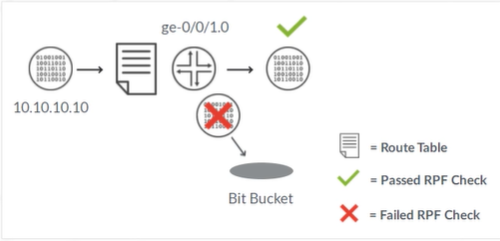 ge-0/0/1.0
10.10.10.10
Bit Bucket
= Route Table
= Passed RPF Check
= Failed RPF Check